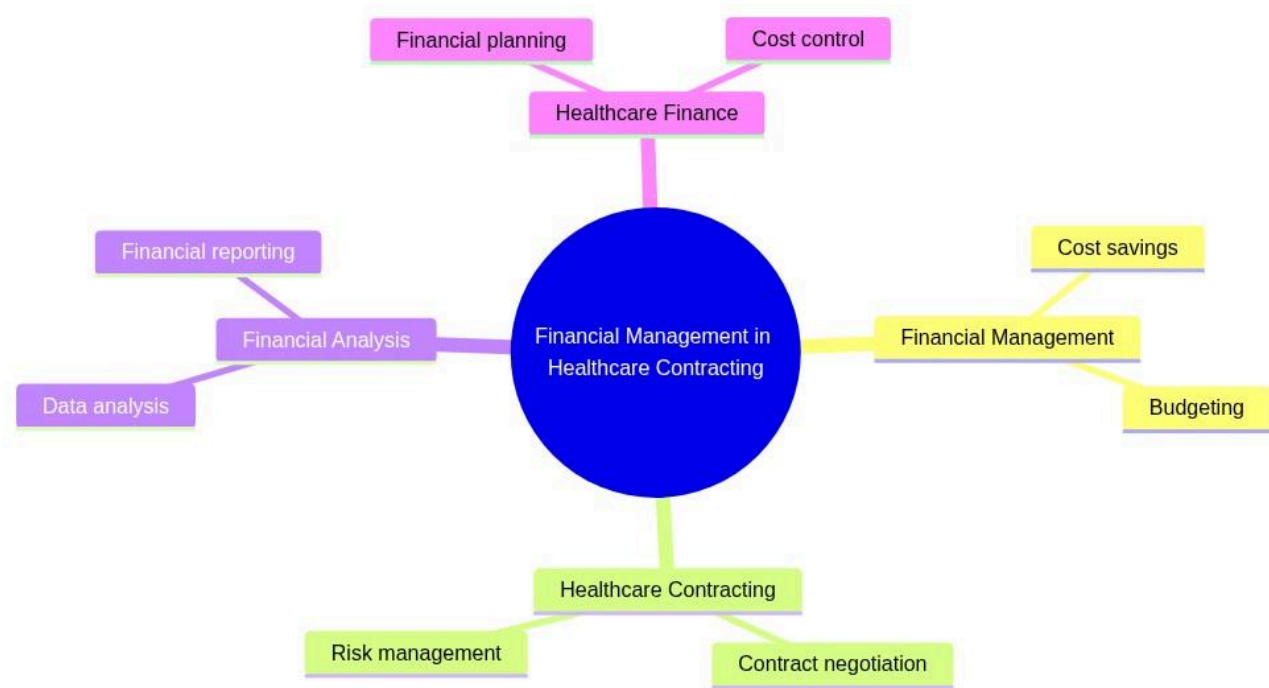 Financial planning
Cost control
Healthcare Finance
Financial reporting
Cost savings
Financial Analysis
Financial Management in
Healthcare Contracting
Financial Management
Data analysis
Budgeting
Healthcare Contracting
Risk management
Contract negotiation